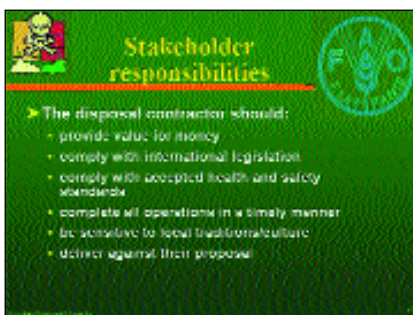 Stakeholder
responsibilities
F A O
The disposal contractor should:
provide value for money
comply with international legislation
comply with accepted health and safety
standards
complete all operations in a timely manner
be sensitive to local traditions/culture
deliver against their proposal